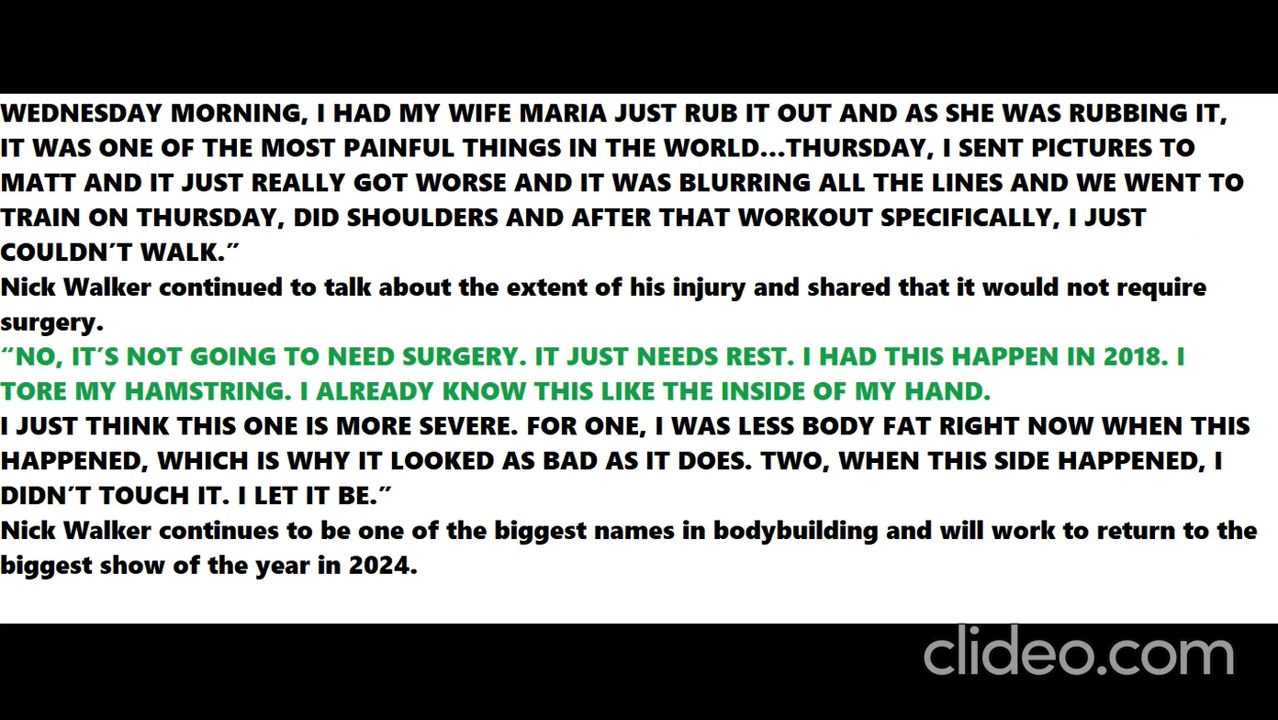 WEDNESDAY MORNING, I HAD MY WIFE MARIA JUST RUB IT OUT AND AS SHE WAS RUBBING IT,
IT WAS ONE OF THE MOST PAINFUL THINGS IN THE WORLD...THURSDAY, I SENT PICTURES TO
MATT AND IT JUST REALLY GOT WORSE AND IT WAS BLURRING ALL THE LINES AND WE WENT TO
TRAIN ON THURSDAY, DID SHOULDERS AND AFTER THAT WORKOUT SPECIFICALLY, I JUST
COULDN’T WALK.”
Nick Walker continued to talk about the extent of his injury and shared that it would not require
surgery.
“NO, IT’S NOT GOING TO NEED SURGERY. IT JUST NEEDS REST. I HAD THIS HAPPEN IN 2018. I
TORE MY HAMSTRING. I ALREADY KNOW THIS LIKE THE INSIDE OF MY HAND.
I JUST THINK THIS ONE IS MORE SEVERE. FOR ONE, I WAS LESS BODY FAT RIGHT NOW WHEN THIS
HAPPENED, WHICH IS WHY IT LOOKED AS BAD AS IT DOES. TWO, WHEN THIS SIDE HAPPENED, I
DIDN’T TOUCH IT. I LET IT BE.”
Nick Walker continues to be one of the biggest names in bodybuilding and will work to return to the
biggest show of the year in 2024.
clideo.com